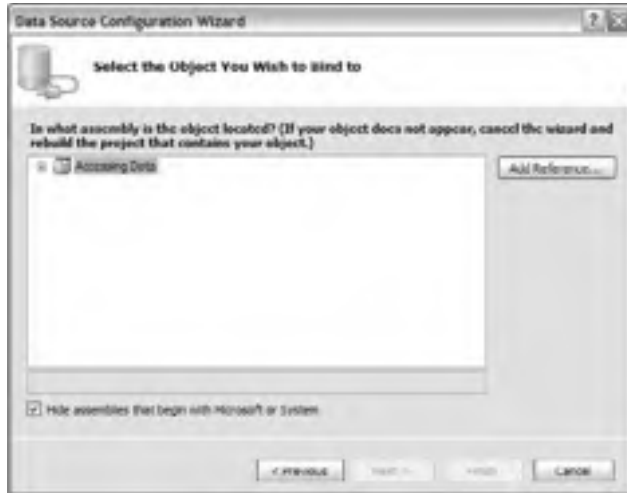 Data Source Configuration Wizard
Select the Object You Wish to Bind to
In what assembly is the object located? (If your object does not appear, cancel the wizard and
rebuild the project that contains your object.)
Accessing Data
Add Reference...
Hide assemblies that begin with Microsoft or System
< Previous
Next >
Finish
Cancel